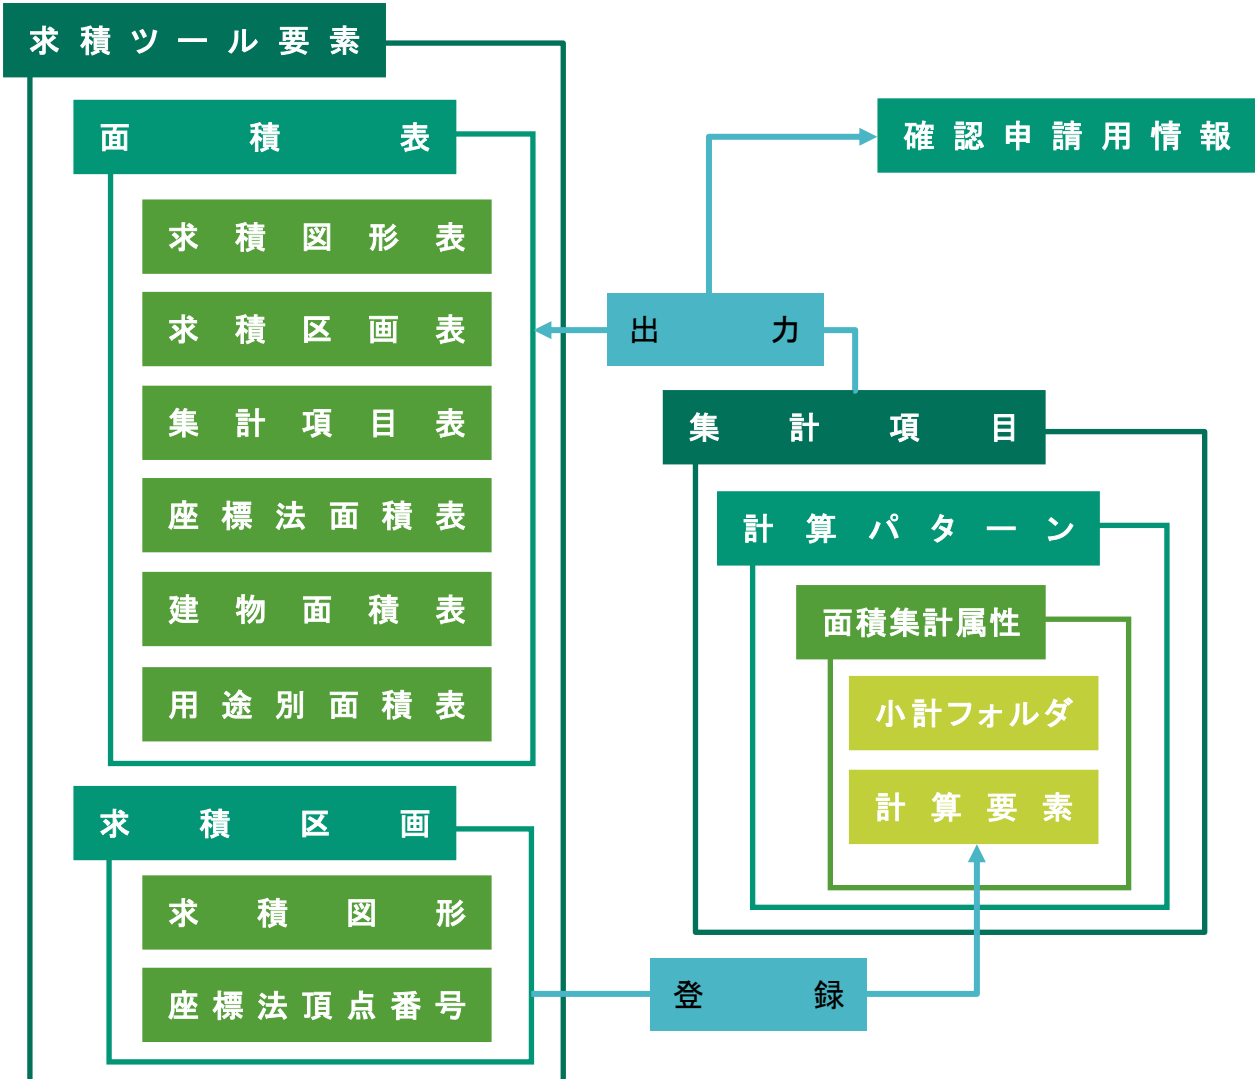 求積ツール要素
面積表
求積図形表
求積区画表
集計項目表
座標法面積表
建物面積表
用途別面積表
求積区画
求積図形
座標法頂点番号
確認申請用情報
出力
集計項目
計算パターン
面積集計属性
小計フォルダ
計算要素
登録